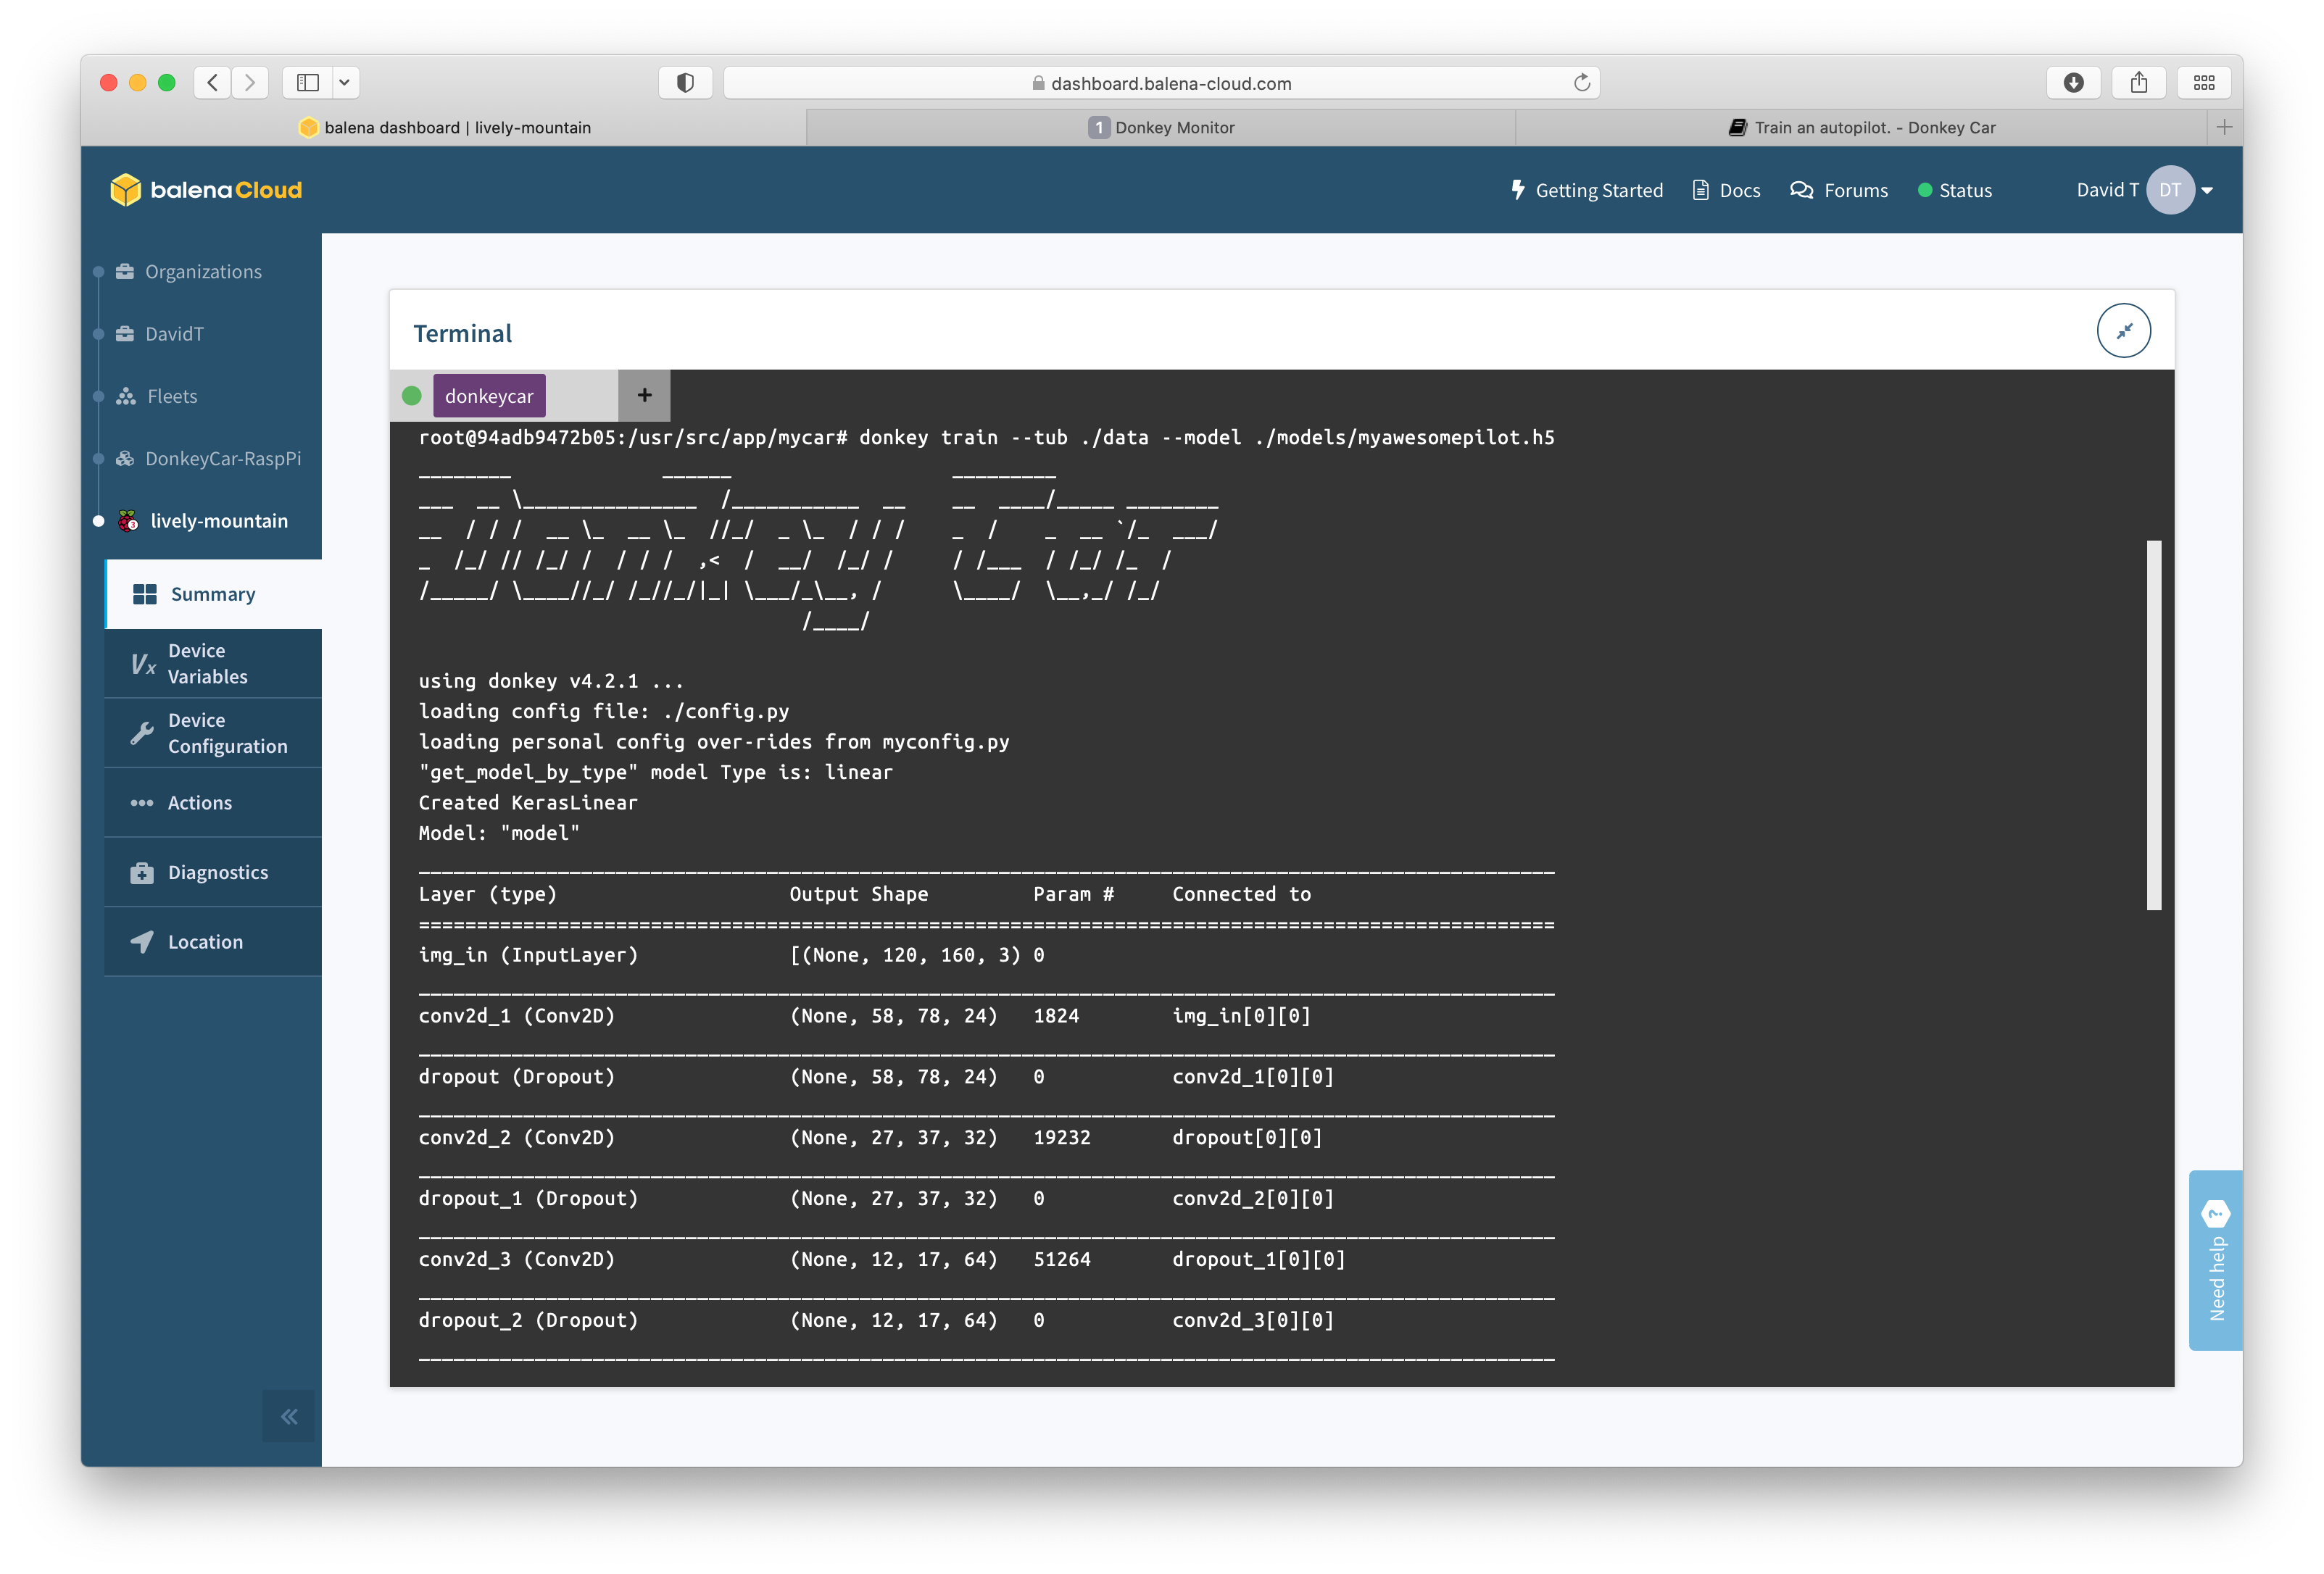 dashboard.balena-cloud.com
balena dashboard | lively-mountain
1 Donkey Monitor
Train an autopilot. - Donkey Car
balenaCloud
Getting Started
Docs
Forums
Status
David T
DT
Organizations
DavidT
Fleets
DonkeyCar-RaspPi
3
lively-mountain
Summary
Vx
Device
Variables
Device
Configuration
Actions
Diagnostics
Location
Terminal
donkeycar
+
root@94adb9472b05:/usr/src/app/mycar# donkey train --tub ./data --model ./models/myawesomepilot.h5
Donkey Car
using donkey v4.2.1 ...
loading config file: ./config.py
loading personal config over-rides from myconfig.py
"get_model_by_type" model Type is: linear
Created KerasLinear
Model: "model"
Layer (type) Output Shape Param # Connected to
img_in (InputLayer) [(None, 120, 160, 3) 0
conv2d_1 (Conv2D) (None, 58, 78, 24) 1824 img_in[0][0]
dropout (Dropout) (None, 58, 78, 24) 0 conv2d_1[0][0]
conv2d_2 (Conv2D) (None, 27, 37, 32) 19232 dropout[0][0]
dropout_1 (Dropout) (None, 27, 37, 32) 0 conv2d_2[0][0]
conv2d_3 (Conv2D) (None, 12, 17, 64) 51264 dropout_1[0][0]
dropout_2 (Dropout) (None, 12, 17, 64) 0 conv2d_3[0][0]
Need help
?